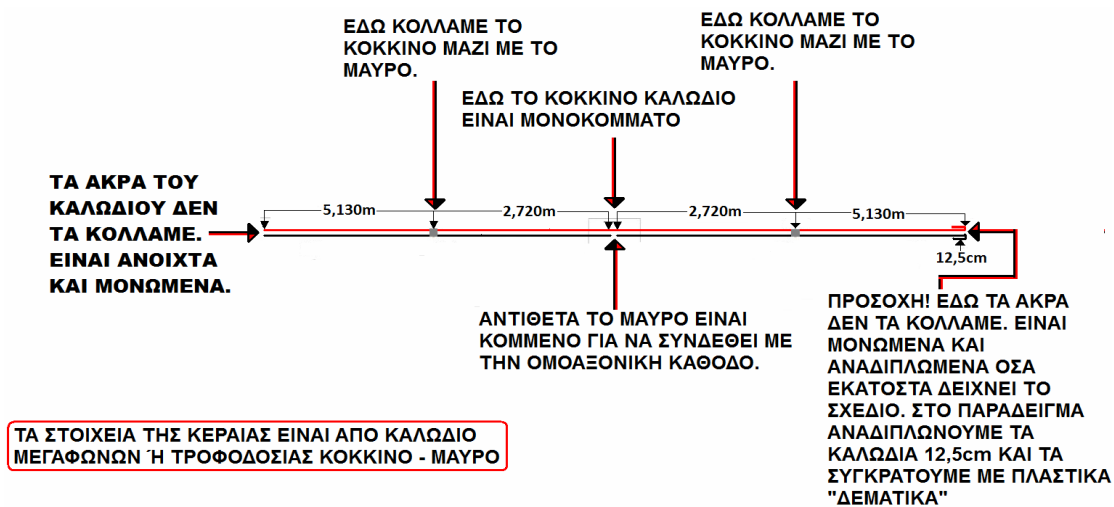 ΕΔΩ ΚΟΛΛΑΜΕ ΤΟ
ΚΟΚΚΙΝΟ ΜΑΖΙ ΜΕ ΤΟ
ΜΑΥΡΟ.
ΕΔΩ ΚΟΛΛΑΜΕ ΤΟ
ΚΟΚΚΙΝΟ ΜΑΖΙ ΜΕ ΤΟ
ΜΑΥΡΟ.
ΕΔΩ ΤΟ ΚΟΚΚΙΝΟ ΚΑΛΩΔΙΟ
ΕΙΝΑΙ ΜΟΝΟΚΟΜΜΑΤΟ
ΤΑ ΑΚΡΑ ΤΟΥ
ΚΑΛΩΔΙΟΥ ΔΕΝ
ΤΑ ΚΟΛΛΑΜΕ.
ΕΙΝΑΙ ΑΝΟΙΧΤΑ
ΚΑΙ ΜΟΝΩΜΕΝΑ.
5,130m 2,720m 2,720m 5,130m
12,5cm
ΑΝΤΙΘΕΤΑ ΤΟ ΜΑΥΡΟ ΕΙΝΑΙ
ΚΟΜΜΕΝΟ ΓΙΑ ΝΑ ΣΥΝΔΕΘΕΙ ΜΕ
ΤΗΝ ΟΜΟΑΞΟΝΙΚΗ ΚΑΘΟΔΟ.
ΠΡΟΣΟΧΗ! ΕΔΩ ΤΑ ΑΚΡΑ
ΔΕΝ ΤΑ ΚΟΛΛΑΜΕ. ΕΙΝΑΙ
ΜΟΝΩΜΕΝΑ ΚΑΙ
ΑΝΑΔΙΠΛΩΜΕΝΑ ΟΣΑ
ΕΚΑΤΟΣΤΑ ΔΕΙΧΝΕΙ ΤΟ
ΣΧΕΔΙΟ. ΣΤΟ ΠΑΡΑΔΕΙΓΜΑ
ΑΝΑΔΙΠΛΩΝΟΥΜΕ ΤΑ
ΚΑΛΩΔΙΑ 12,5cm ΚΑΙ ΤΑ
ΣΥΓΚΡΑΤΟΥΜΕ ΜΕ ΠΛΑΣΤΙΚΑ
"ΔΕΜΑΤΙΚΑ"
ΤΑ ΣΤΟΙΧΕΙΑ ΤΗΣ ΚΕΡΑΙΑΣ ΕΙΝΑΙ ΑΠΟ ΚΑΛΩΔΙΟ
ΜΕΓΑΦΩΝΩΝ Ή ΤΡΟΦΟΔΟΣΙΑΣ ΚΟΚΚΙΝΟ - ΜΑΥΡΟ